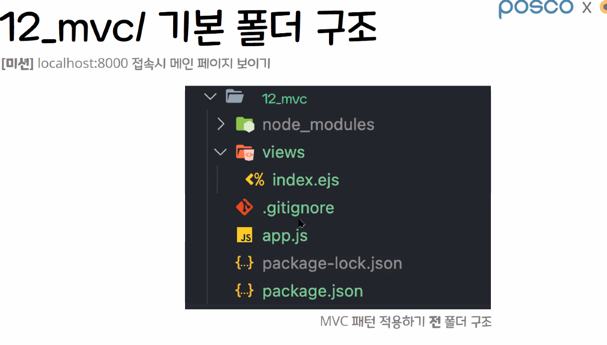 posco x
12_mvc/ 기본 폴더 구조
[미션] localhost:8000 접속시 메인 페이지 보이기
12_mvc
node_modules
views
<% index.ejs
.gitignore
JS app.js
{..} package-lock.json
{..} package.json
MVC 패턴 적용하기 전 폴더 구조